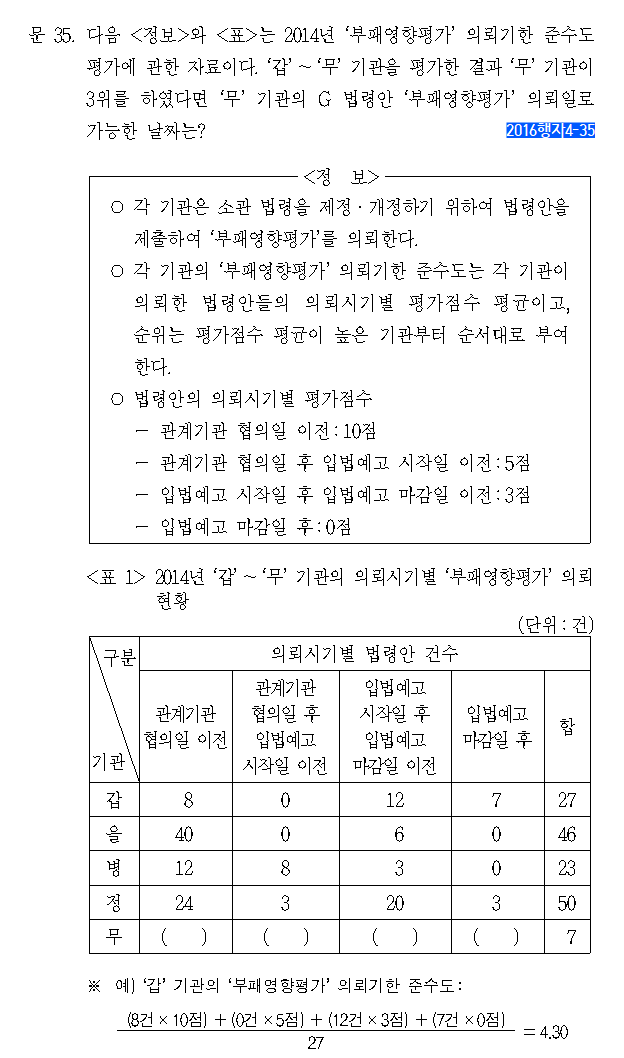 문 35. 다음 <정보>와 <표>는 2014년 ‘부패영향평가’ 의뢰기한 준수도
평가에 관한 자료이다. ‘갑’~‘무’ 기관을 평가한 결과 ‘무’ 기관이
3위를 하였다면 ‘무’ 기관의 G 법령안 ‘부패영향평가’ 의뢰일로
가능한 날짜는? 2016행자4-35
<정 보>
○ 각 기관은 소관 법령을 제정·개정하기 위하여 법령안을
제출하여 ‘부패영향평가’를 의뢰한다.
○ 각 기관의 ‘부패영향평가’ 의뢰기한 준수도는 각 기관이
의뢰한 법령안들의 의뢰시기별 평가점수 평균이고,
순위는 평가점수 평균이 높은 기관부터 순서대로 부여
한다.
○ 법령안의 의뢰시기별 평가점수
- 관계기관 협의일 이전:10점
- 관계기관 협의일 후 입법예고 시작일 이전:5점
- 입법예고 시작일 후 입법예고 마감일 이전:3점
- 입법예고 마감일 후:0점
<표 1> 2014년 ‘갑’~‘무’ 기관의 의뢰시기별 ‘부패영향평가’ 의뢰
현황
(단위:건)
구분 의뢰시기별 법령안 건수
기관 관계기관 협의일 이전 관계기관 협의일 후 입법예고 시작일 이전 입법예고 시작일 후 입법예고 마감일 이전 입법예고 마감일 후 합
갑 8 0 12 7 27
을 40 0 6 0 46
병 12 8 3 0 23
정 24 3 20 3 50
무 ( ) ( ) ( ) ( ) 7
※ 예) ‘갑’ 기관의 ‘부패영향평가’ 의뢰기한 준수도:
(8건×10점)+(0건×5점)+(12건×3점)+(7건×0점)
27
=4.30